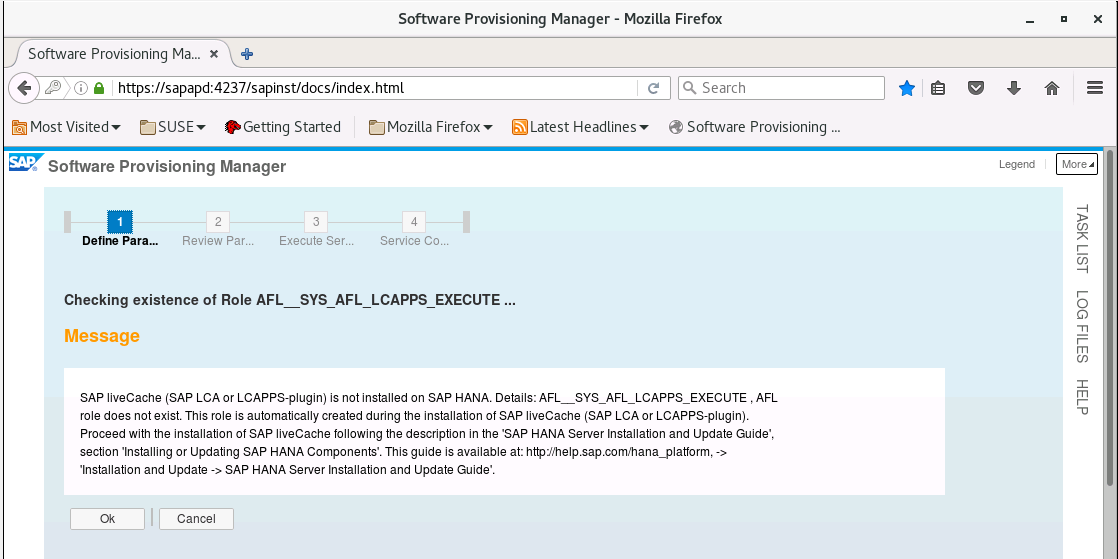 Software Provisioning Manager - Mozilla Firefox
Software Provisioning Ma...
https://sapapd:4237/sapinst/docs/index.html
Search
Most Visited
SUSE
Getting Started
Mozilla Firefox
Latest Headlines
Software Provisioning ...
SAP
Software Provisioning Manager
Legend
More
1
2
3
4
Define Para...
Review Par...
Execute Ser...
Service Co...
TASK LIST
LOG FILES
HELP
Checking existence of Role AFL__SYS_AFL_LCAPPS_EXECUTE ...
Message
SAP liveCache (SAP LCA or LCAPPS-plugin) is not installed on SAP HANA. Details: AFL__SYS_AFL_LCAPPS_EXECUTE , AFL
role does not exist. This role is automatically created during the installation of SAP liveCache (SAP LCA or LCAPPS-plugin).
Proceed with the installation of SAP liveCache following the description in the 'SAP HANA Server Installation and Update Guide',
section 'Installing or Updating SAP HANA Components'. This guide is available at: http://help.sap.com/hana_platform, ->
'Installation and Update -> SAP HANA Server Installation and Update Guide'.
Ok
Cancel